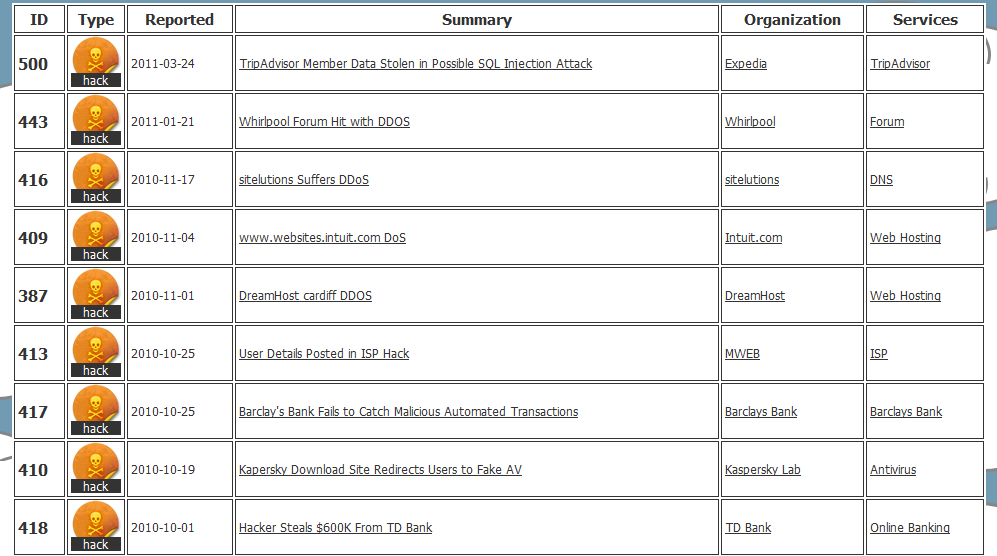 ID Type Reported Summary Organization Services
500 hack 2011-03-24 TripAdvisor Member Data Stolen in Possible SQL Injection Attack Expedia TripAdvisor
443 hack 2011-01-21 Whirlpool Forum Hit with DDOS Whirlpool Forum
416 hack 2010-11-17 sitelutions Suffers DDoS sitelutions DNS
409 hack 2010-11-04 www.websites.intuit.com DoS Intuit.com Web Hosting
387 hack 2010-11-01 DreamHost cardiff DDOS DreamHost Web Hosting
413 hack 2010-10-25 User Details Posted in ISP Hack MWEB ISP
417 hack 2010-10-25 Barclay's Bank Fails to Catch Malicious Automated Transactions Barclays Bank Barclays Bank
410 hack 2010-10-19 Kapersky Download Site Redirects Users to Fake AV Kaspersky Lab Antivirus
418 hack 2010-10-01 Hacker Steals $600K From TD Bank TD Bank Online Banking